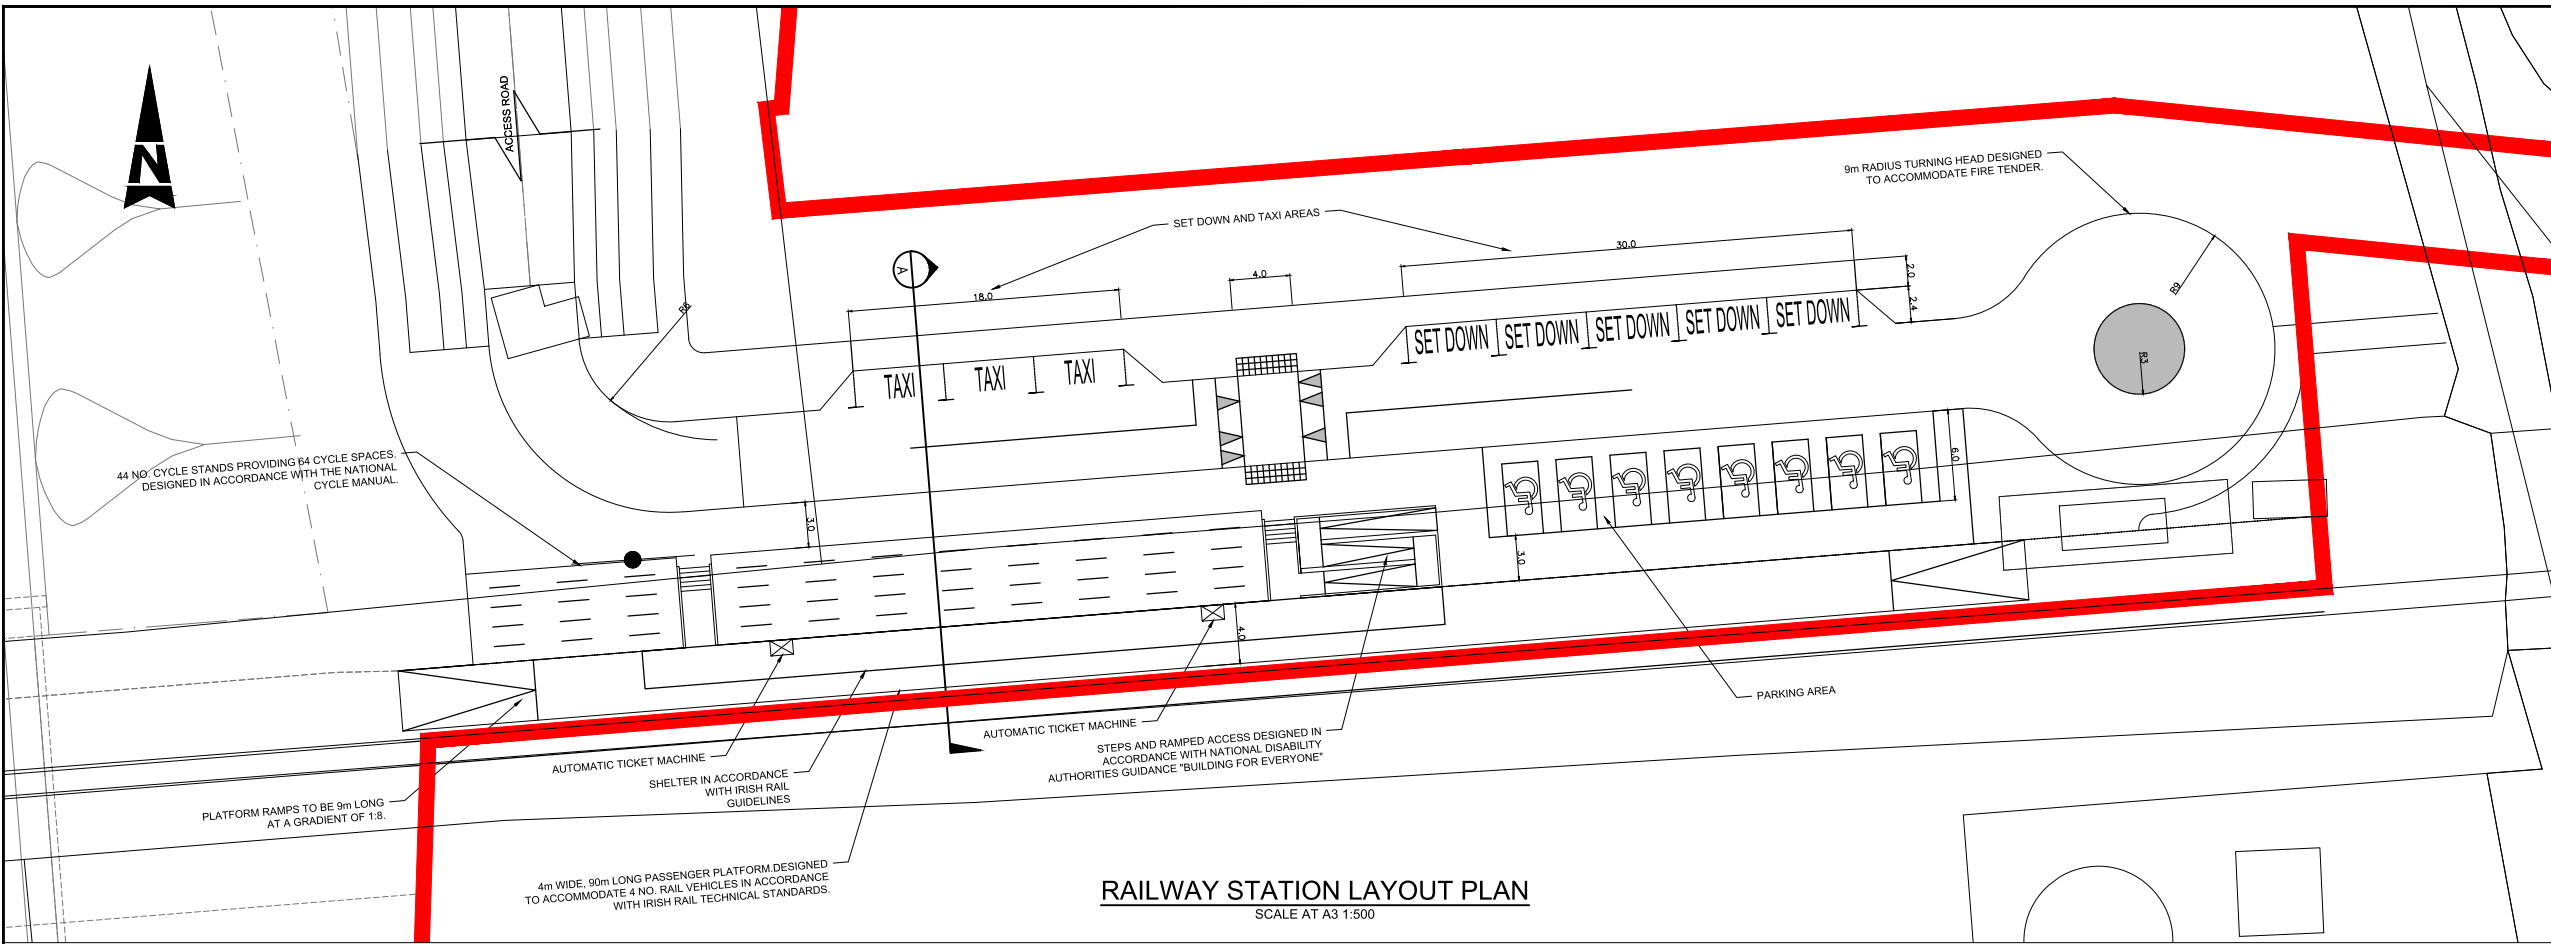 N
ACCESS ROAD
9m RADIUS TURNING HEAD DESIGNED
TO ACCOMMODATE FIRE TENDER.
SET DOWN AND TAXI AREAS
30.0
4.0
18.0
2.0
2.4
A
R6
R9
R3
SET DOWN
SET DOWN
SET DOWN
SET DOWN
SET DOWN
TAXI
TAXI
TAXI
44 NO. CYCLE STANDS PROVIDING 64 CYCLE SPACES.
DESIGNED IN ACCORDANCE WITH THE NATIONAL
CYCLE MANUAL.
6.0
3.0
3.0
4.0
PARKING AREA
AUTOMATIC TICKET MACHINE
STEPS AND RAMPED ACCESS DESIGNED IN
ACCORDANCE WITH NATIONAL DISABILITY
AUTHORITIES GUIDANCE "BUILDING FOR EVERYONE"
AUTOMATIC TICKET MACHINE
SHELTER IN ACCORDANCE
WITH IRISH RAIL
GUIDELINES
PLATFORM RAMPS TO BE 9m LONG
AT A GRADIENT OF 1:8.
4m WIDE, 90m LONG PASSENGER PLATFORM.DESIGNED
TO ACCOMMODATE 4 NO. RAIL VEHICLES IN ACCORDANCE
WITH IRISH RAIL TECHNICAL STANDARDS.
RAILWAY STATION LAYOUT PLAN
SCALE AT A3 1:500